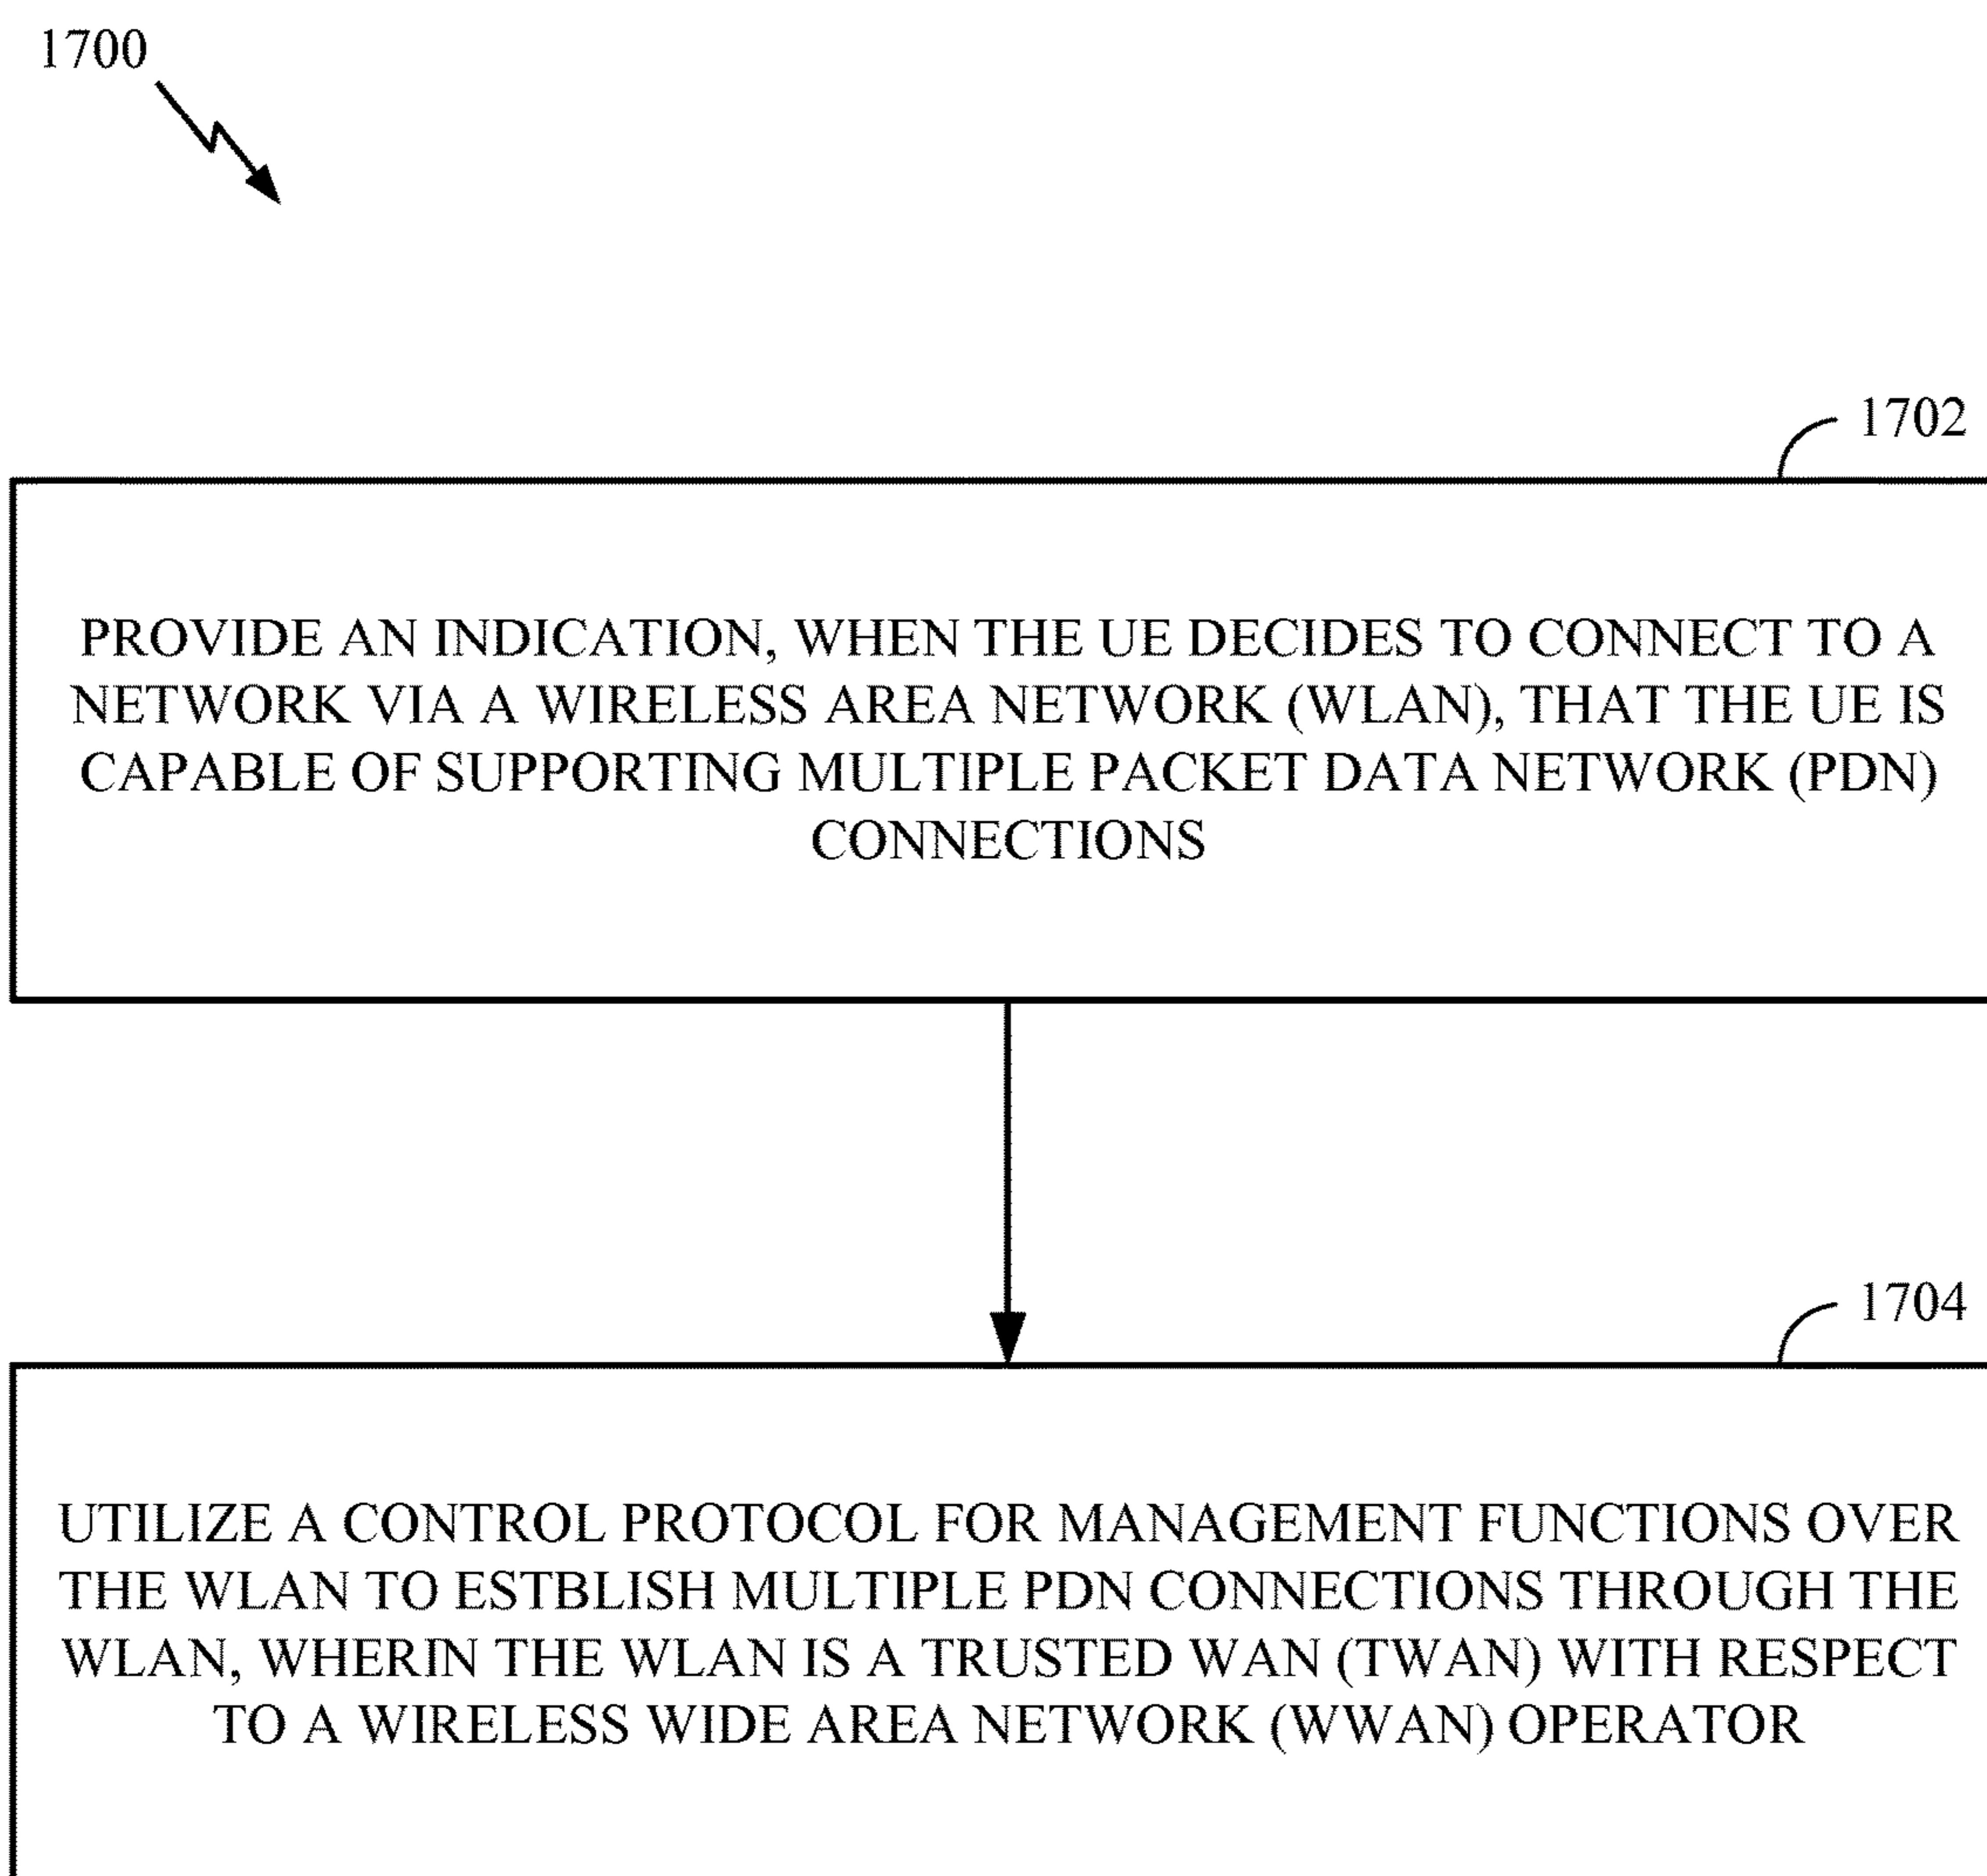 1700
1702
PROVIDE AN INDICATION, WHEN THE UE DECIDES TO CONNECT TO A
NETWORK VIA A WIRELESS AREA NETWORK (WLAN), THAT THE UE IS
CAPABLE OF SUPPORTING MULTIPLE PACKET DATA NETWORK (PDN)
CONNECTIONS
1704
UTILIZE A CONTROL PROTOCOL FOR MANAGEMENT FUNCTIONS OVER
THE WLAN TO ESTBLISH MULTIPLE PDN CONNECTIONS THROUGH THE
WLAN, WHERIN THE WLAN IS A TRUSTED WAN (TWAN) WITH RESPECT
TO A WIRELESS WIDE AREA NETWORK (WWAN) OPERATOR